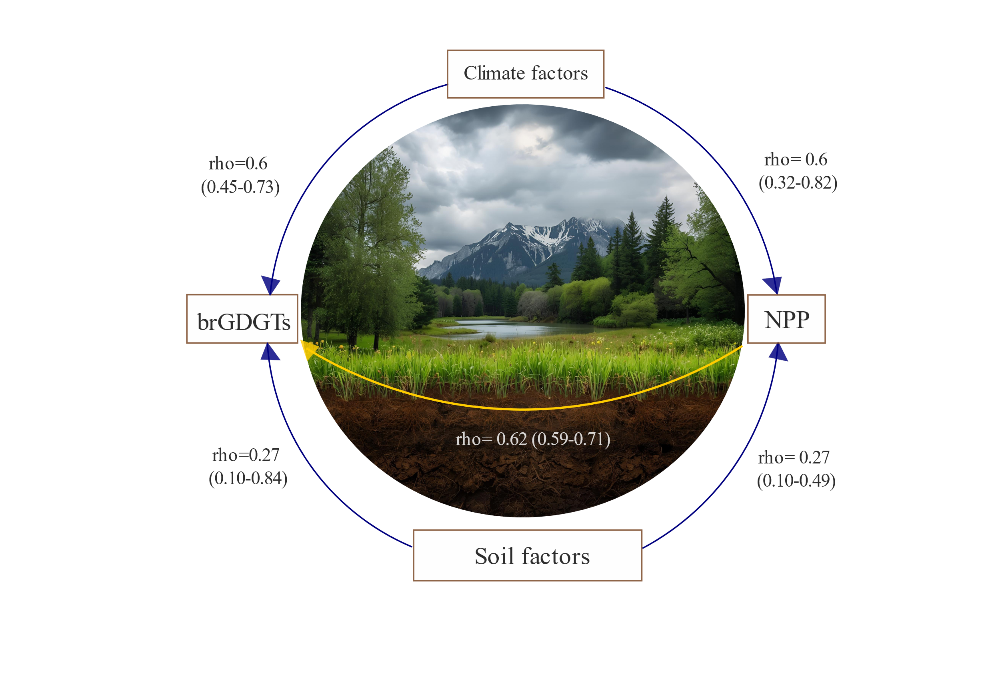 Climate factors
rho=0.6
(0.45-0.73)
rho= 0.6
(0.32-0.82)
brGDGTs
NPP
rho= 0.62 (0.59-0.71)
rho=0.27
(0.10-0.84)
rho= 0.27
(0.10-0.49)
Soil factors